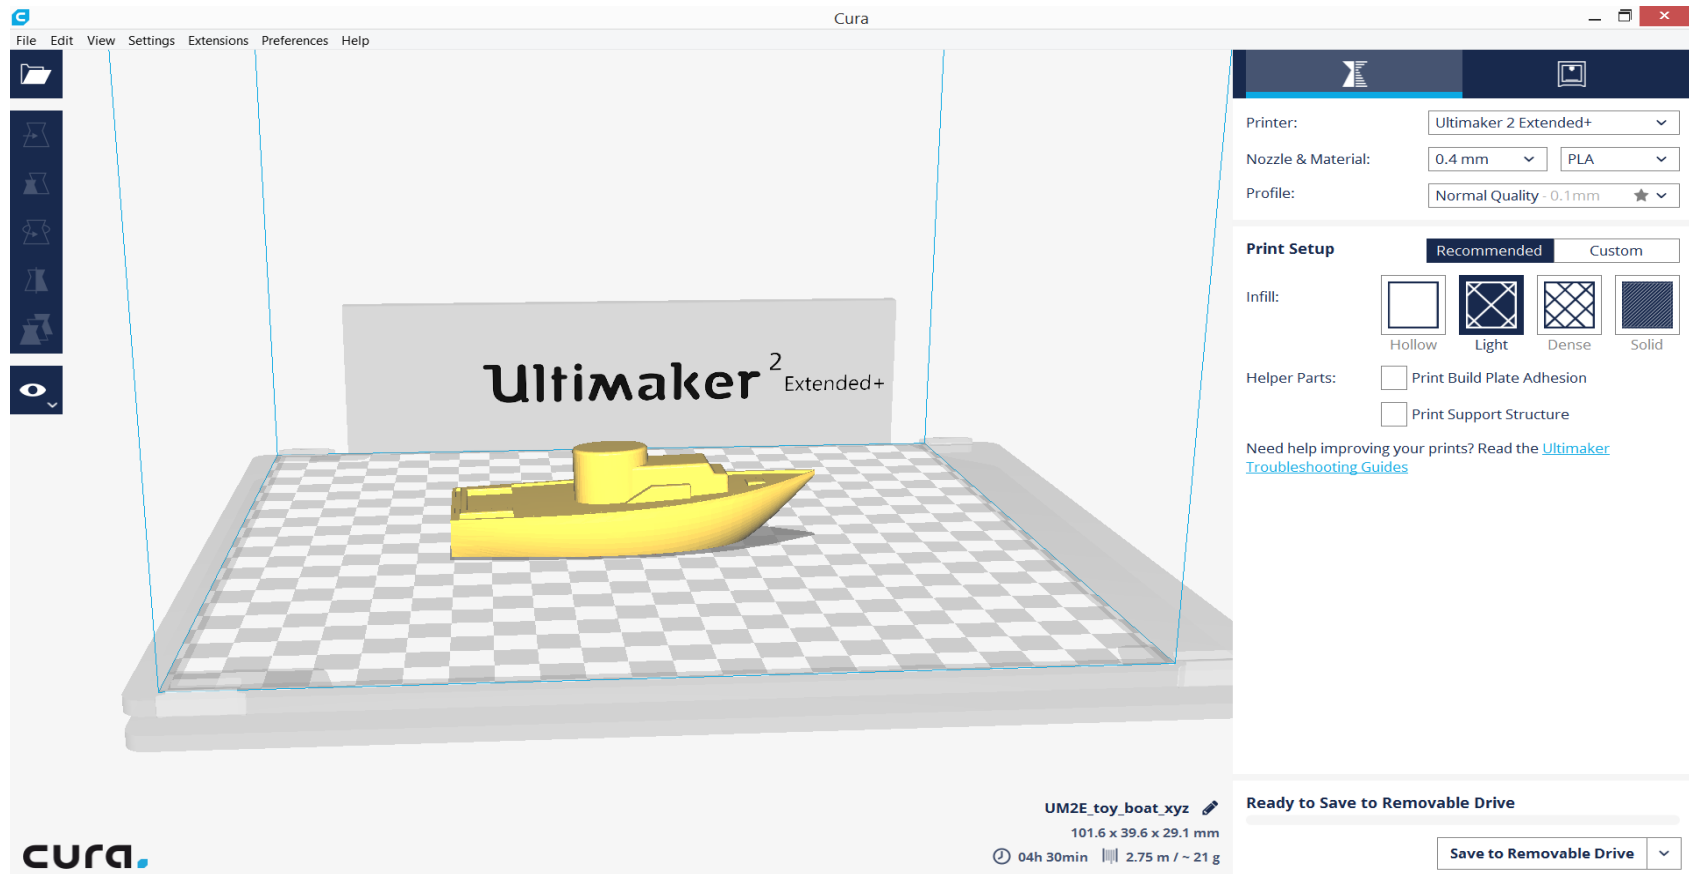 Cura
File Edit View Settings Extensions Preferences Help
Ultimaker 2 Extended+
UM2E_toy_boat_xyz
101.6 x 39.6 x 29.1 mm
04h 30min 2.75 m / ~ 21 g
cura.
Printer: Ultimaker 2 Extended+
Nozzle & Material: 0.4 mm PLA
Profile: Normal Quality - 0.1mm
Print Setup Recommended Custom
Infill:
Hollow Light Dense Solid
Helper Parts: Print Build Plate Adhesion
Print Support Structure
Need help improving your prints? Read the Ultimaker
Troubleshooting Guides
Ready to Save to Removable Drive
Save to Removable Drive